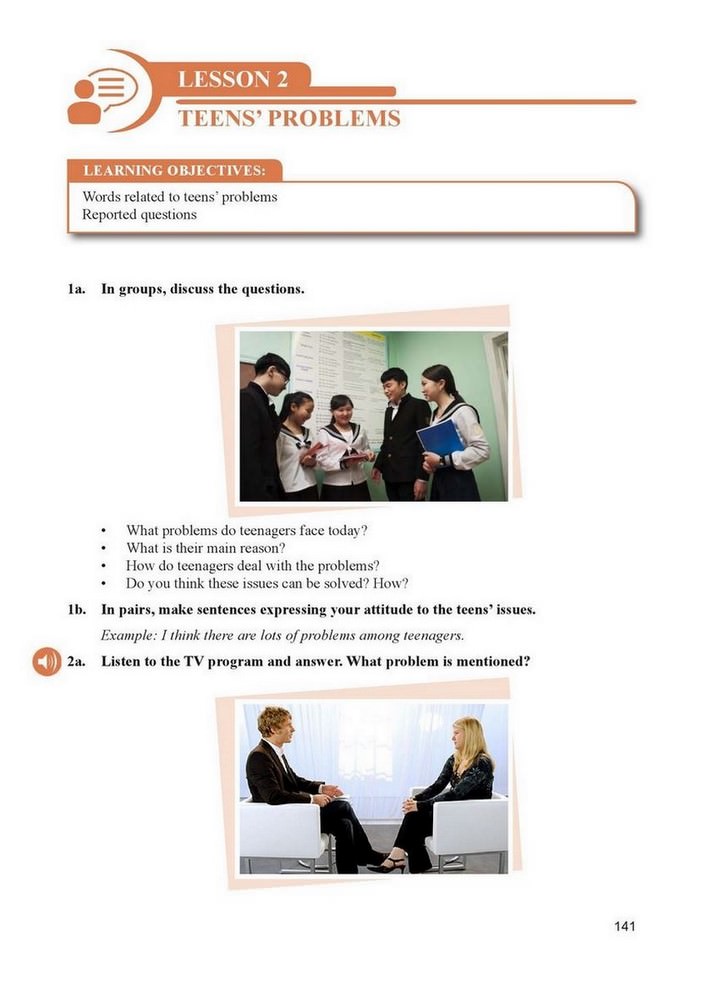 LESSON 2
TEENS' PROBLEMS
LEARNING OBJECTIVES:
Words related to teens' problems
Reported questions
1a. In groups, discuss the questions.
• What problems do teenagers face today?
• What is their main reason?
• How do teenagers deal with the problems?
• Do you think these issues can be solved? How?
1b. In pairs, make sentences expressing your attitude to the teens' issues.
Example: I think there are lots of problems among teenagers.
2a. Listen to the TV program and answer. What problem is mentioned?
141